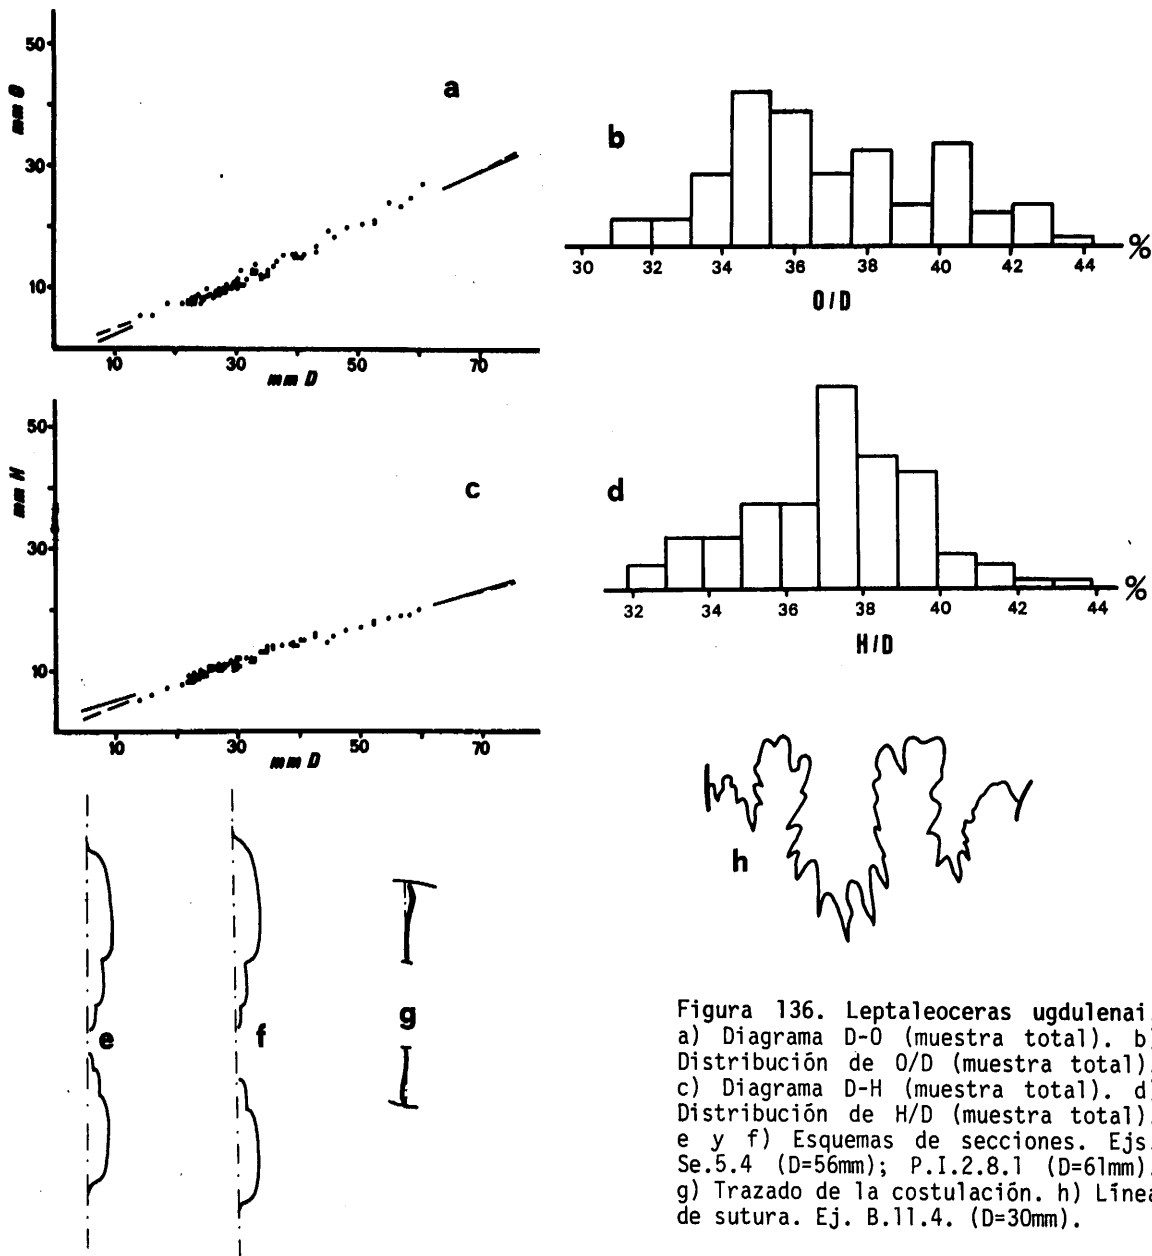 50
mm O
a
30
10
10 30 50 70
mm D
b
30 32 34 36 38 40 42 44 %
O/D
50
mm H
c
30
10
10 30 50 70
mm D
d
32 34 36 38 40 42 44 %
H/D
e
f
g
h
Figura 136. Leptaleoceras ugdulenai.
a) Diagrama D-O (muestra total). b)
Distribución de O/D (muestra total).
c) Diagrama D-H (muestra total). d)
Distribución de H/D (muestra total).
e y f) Esquemas de secciones. Ejs.
Se.5.4 (D=56mm); P.I.2.8.1 (D=61mm).
g) Trazado de la costulación. h) Línea
de sutura. Ej. B.11.4. (D=30mm).